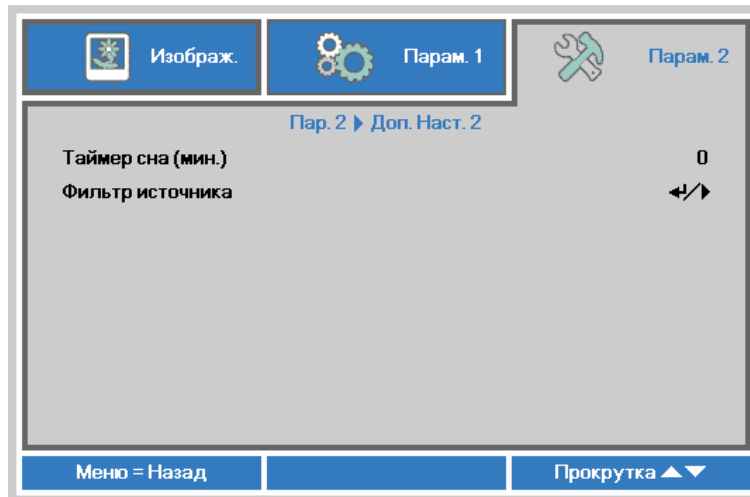 Изображ.
Парам. 1
Парам. 2
Пар. 2 ▶ Доп. Наст. 2
Таймер сна (мин.) 0
Фильтр источника ↵/▶
Меню = Назад
Прокрутка ▲▼